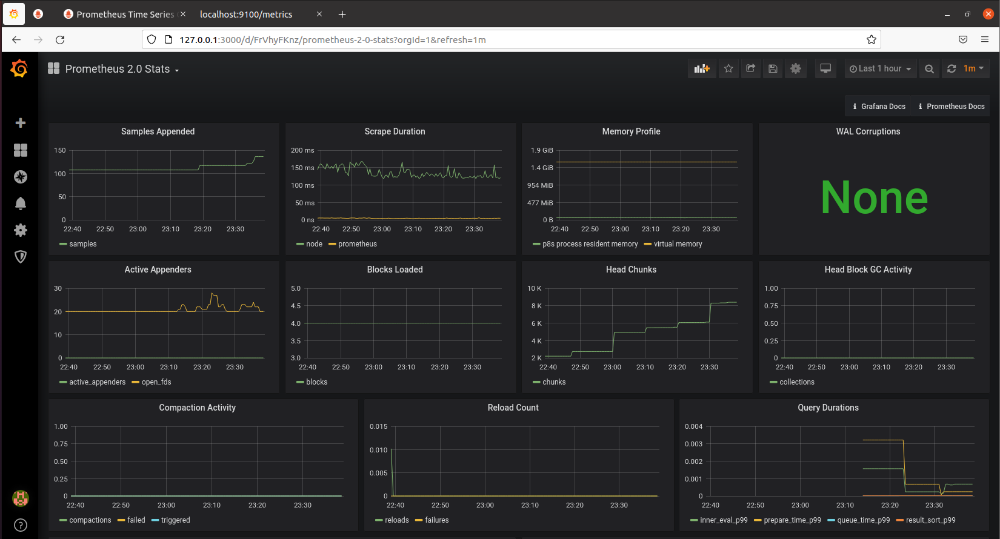 Prometheus Time Series
localhost:9100/metrics
127.0.0.1:3000/d/FrVhyFKnz/prometheus-2-0-stats?orgId=1&refresh=1m
Prometheus 2.0 Stats
Last 1 hour
1m
Grafana Docs
Prometheus Docs
Samples Appended
150
100
50
0
22:40 22:50 23:00 23:10 23:20 23:30
samples
Scrape Duration
200 ms
150 ms
100 ms
50 ms
0 ns
22:40 22:50 23:00 23:10 23:20 23:30
node prometheus
Memory Profile
1.9 GiB
1.4 GiB
954 MiB
477 MiB
0 B
22:40 22:50 23:00 23:10 23:20 23:30
p8s process resident memory virtual memory
WAL Corruptions
None
Active Appenders
30
20
10
0
22:40 22:50 23:00 23:10 23:20 23:30
active_appenders open_fds
Blocks Loaded
5.0
4.5
4.0
3.5
3.0
22:40 22:50 23:00 23:10 23:20 23:30
blocks
Head Chunks
10 K
8 K
6 K
4 K
2 K
22:40 22:50 23:00 23:10 23:20 23:30
chunks
Head Block GC Activity
1.00
0.75
0.50
0.25
0
22:40 22:50 23:00 23:10 23:20 23:30
collections
Compaction Activity
1.00
0.75
0.50
0.25
0
22:40 22:50 23:00 23:10 23:20 23:30
compactions failed triggered
Reload Count
0.015
0.010
0.005
0
22:40 22:50 23:00 23:10 23:20 23:30
reloads failures
Query Durations
0.004
0.003
0.002
0.001
0
22:40 22:50 23:00 23:10 23:20 23:30
inner_eval_p99 prepare_time_p99 queue_time_p99 result_sort_p99